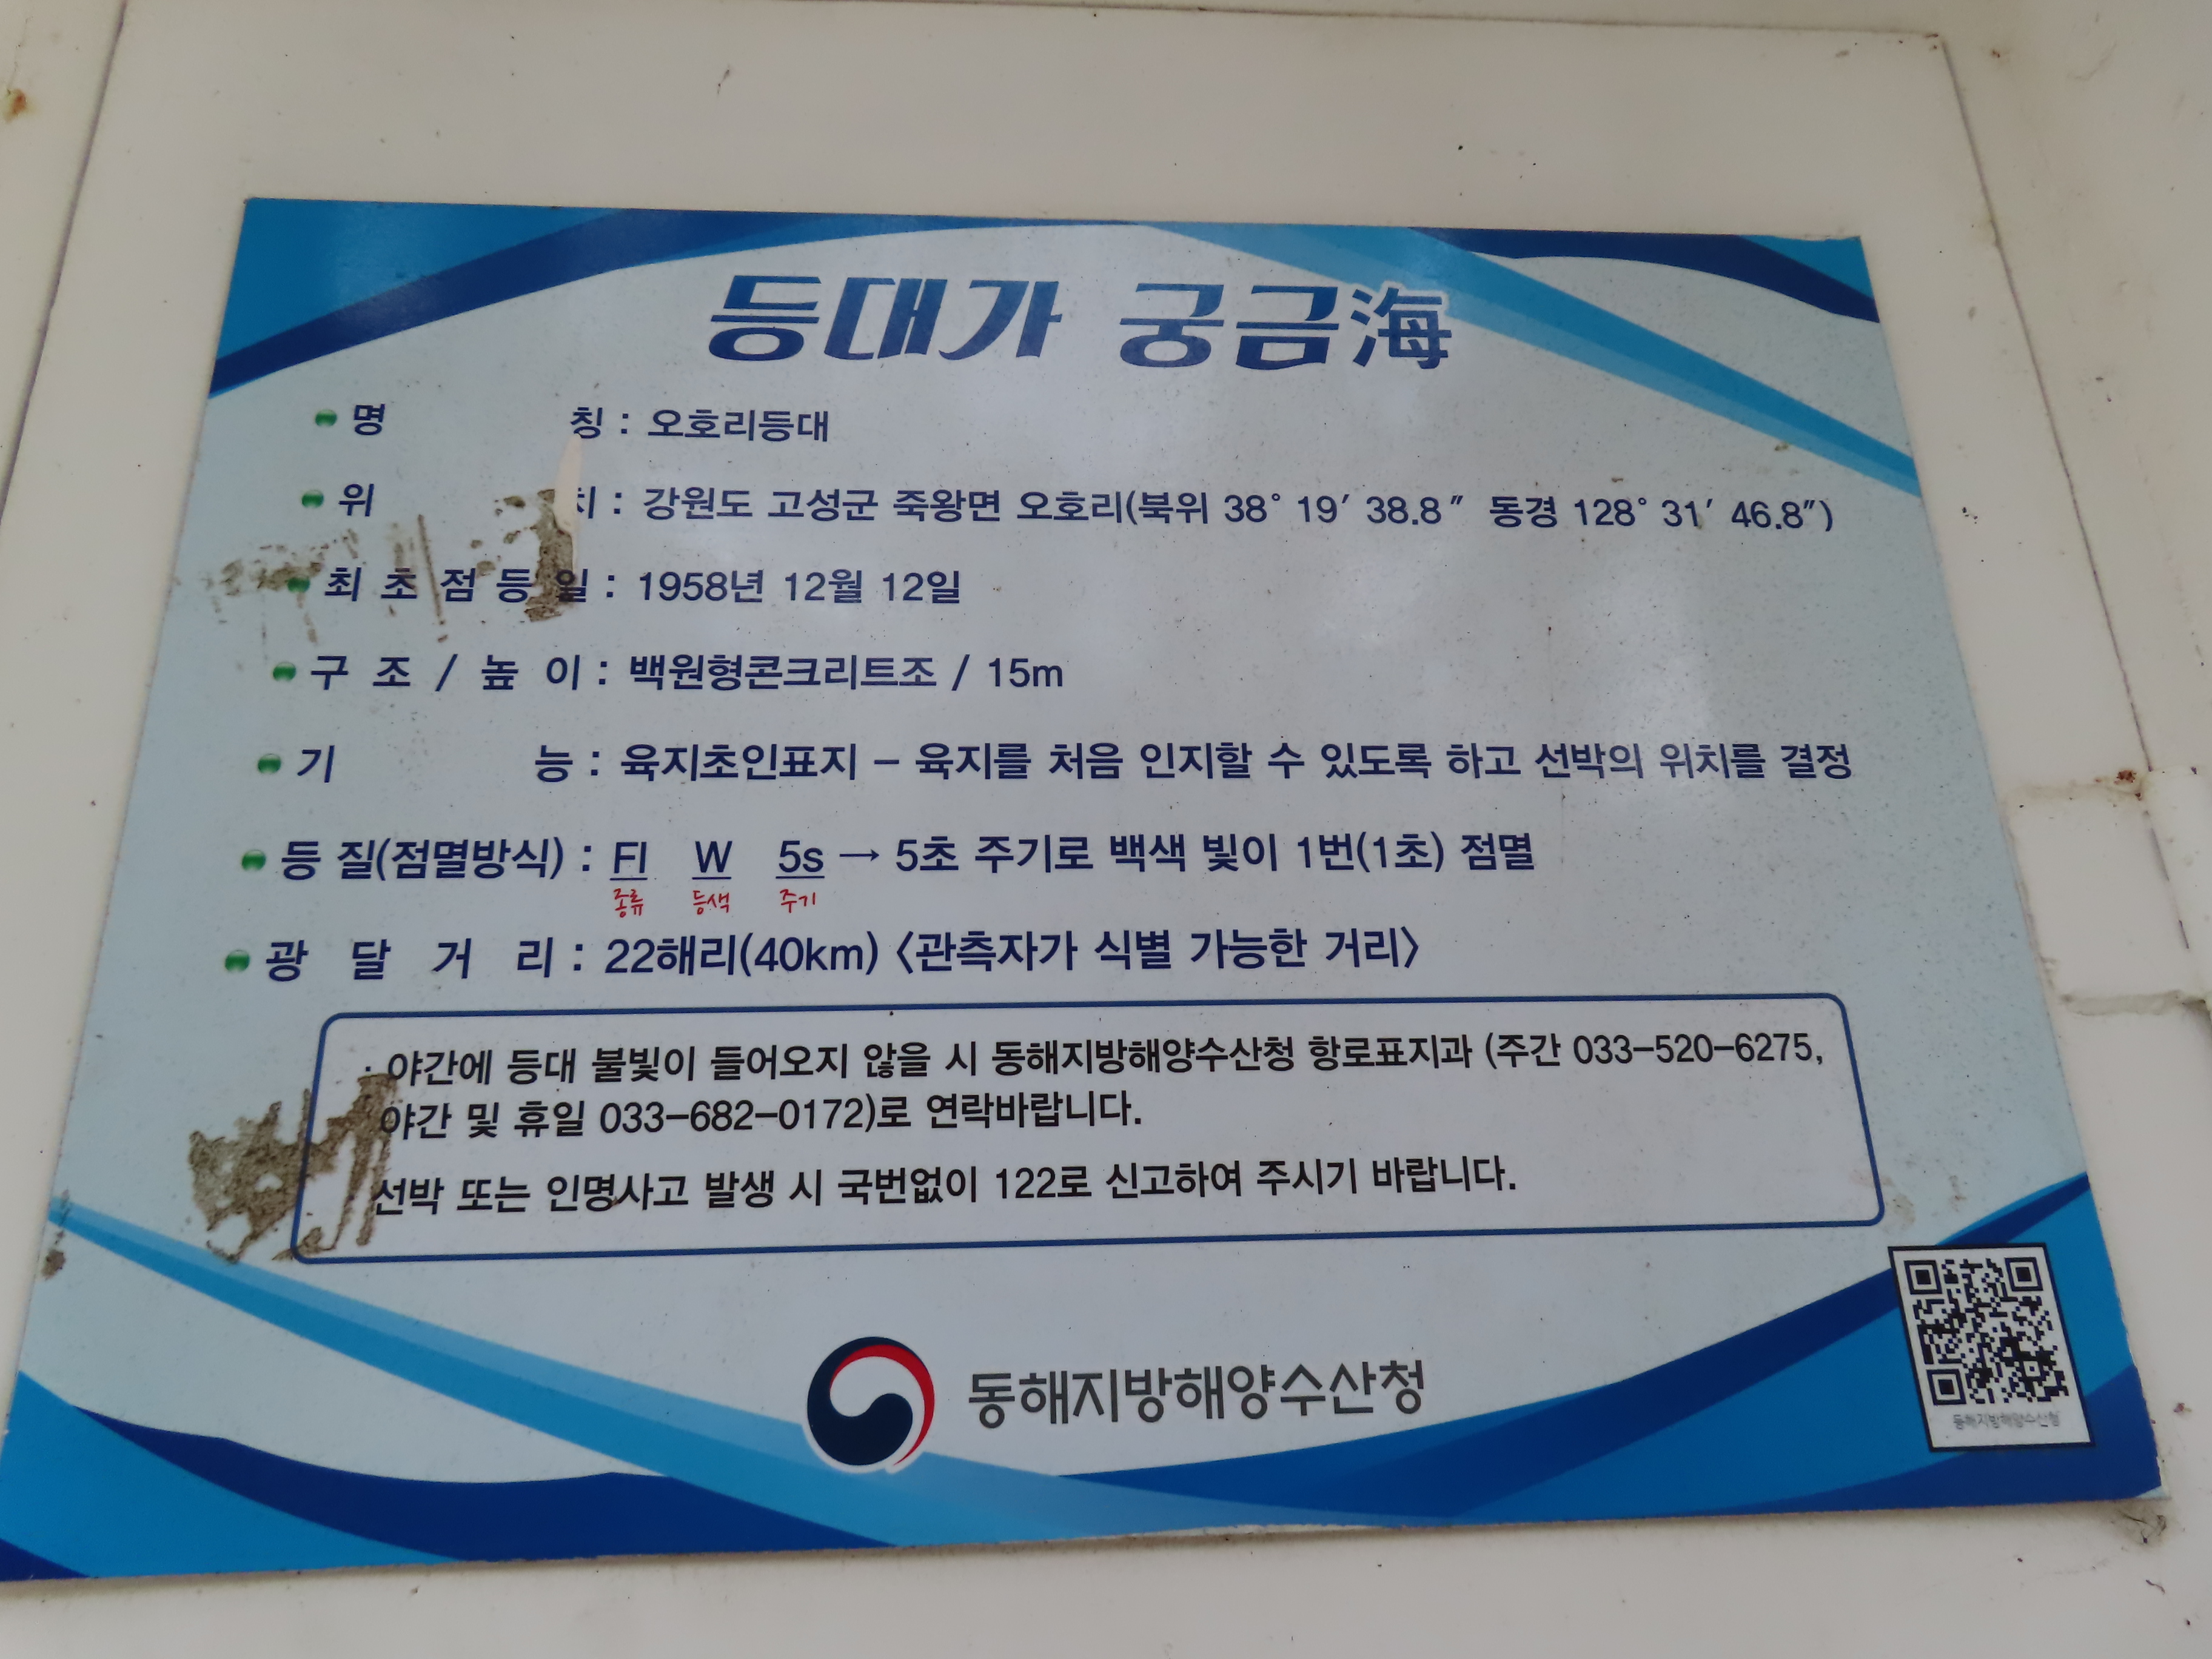 등대가 궁금海
명 칭 : 오호리등대
위 치 : 강원도 고성군 죽왕면 오호리(북위 38° 19′ 38.8″ 동경 128° 31′ 46.8″)
최 초 점 등 일 : 1958년 12월 12일
구 조 / 높 이 : 백원형콘크리트조 / 15m
기 능 : 육지초인표지 – 육지를 처음 인지할 수 있도록 하고 선박의 위치를 결정
등 질(점멸방식) : Fl W 5s → 5초 주기로 백색 빛이 1번(1초) 점멸
종류 등색 주기
광 달 거 리 : 22해리(40km) 〈관측자가 식별 가능한 거리〉
· 야간에 등대 불빛이 들어오지 않을 시 동해지방해양수산청 항로표지과 (주간 033-520-6275,
야간 및 휴일 033-682-0172)로 연락바랍니다.
선박 또는 인명사고 발생 시 국번없이 122로 신고하여 주시기 바랍니다.
동해지방해양수산청
동해지방해양수산청